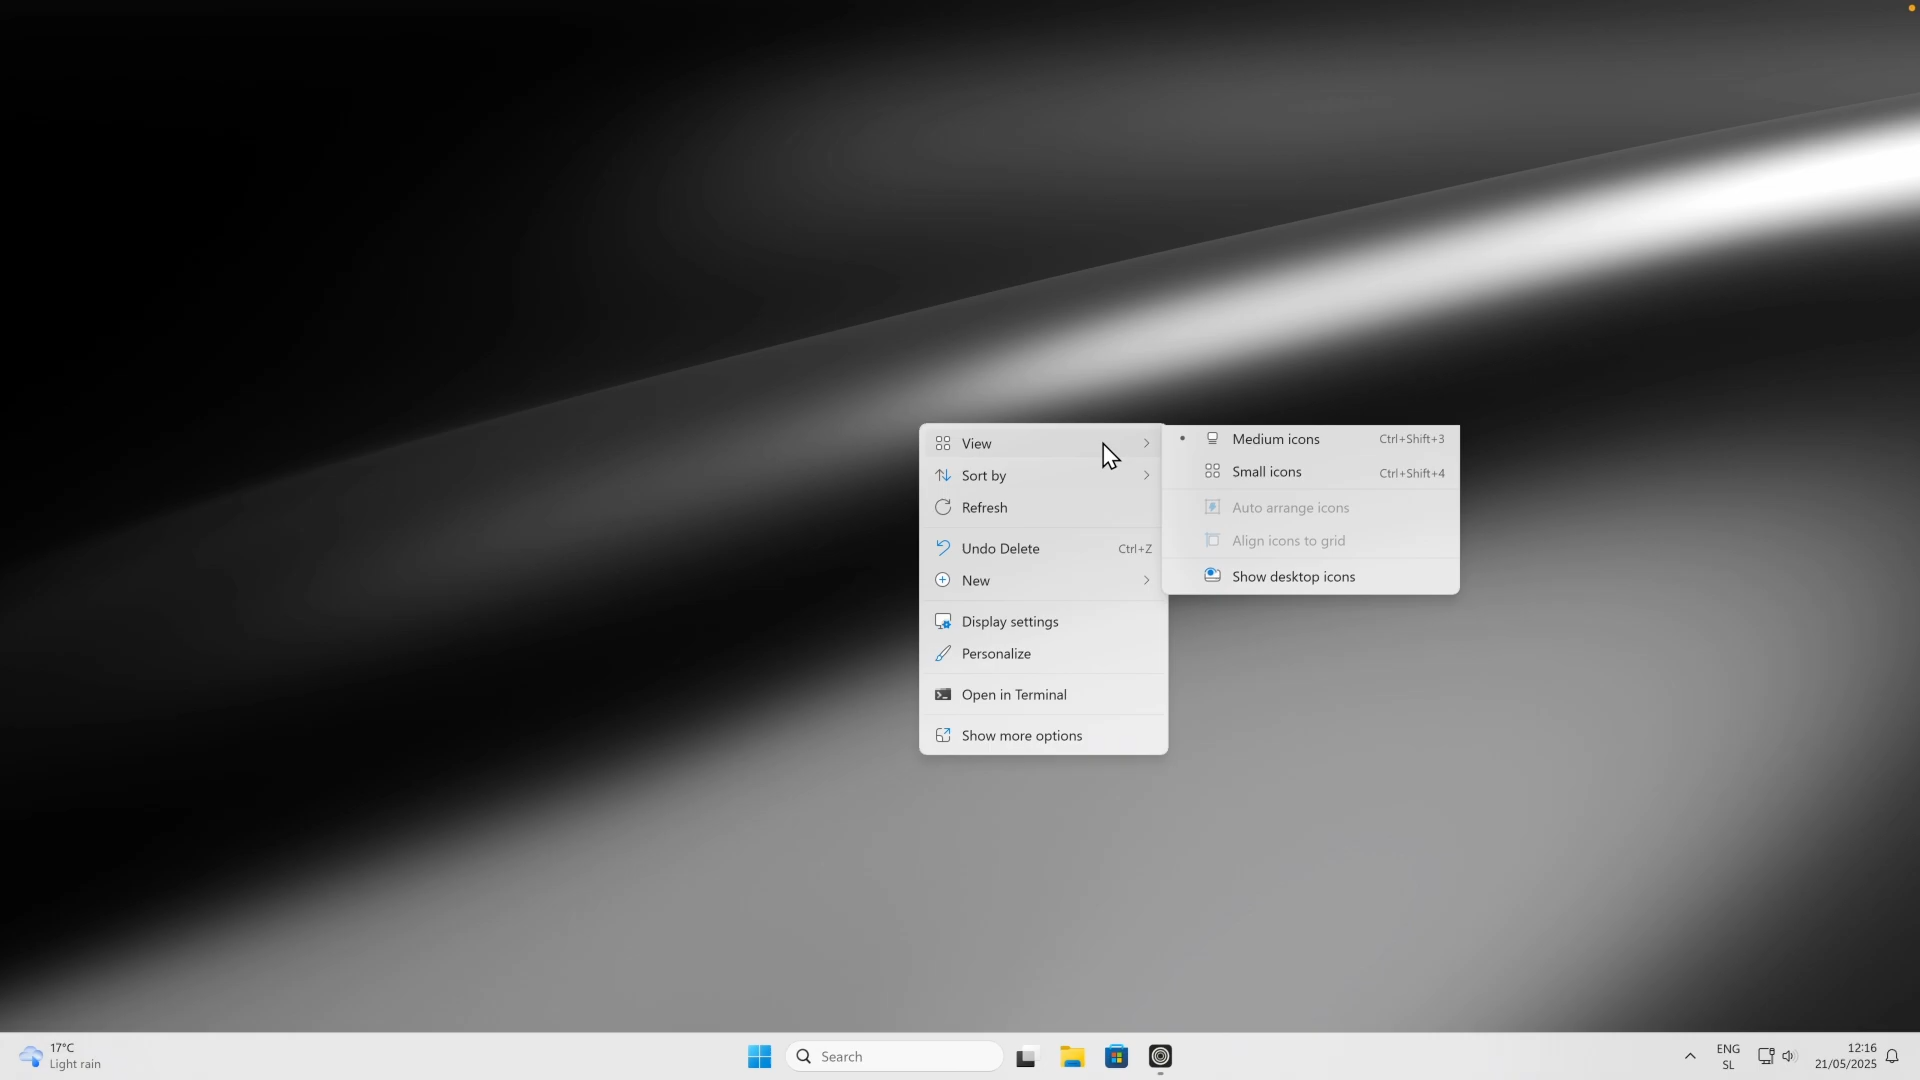 View
Sort by
Refresh
Undo Delete Ctrl+Z
New
Display settings
Personalize
Open in Terminal
Show more options
Medium icons Ctrl+Shift+3
Small icons Ctrl+Shift+4
Auto arrange icons
Align icons to grid
Show desktop icons
17°C
Light rain
Search
ENG
SL
12:16
21/05/2025